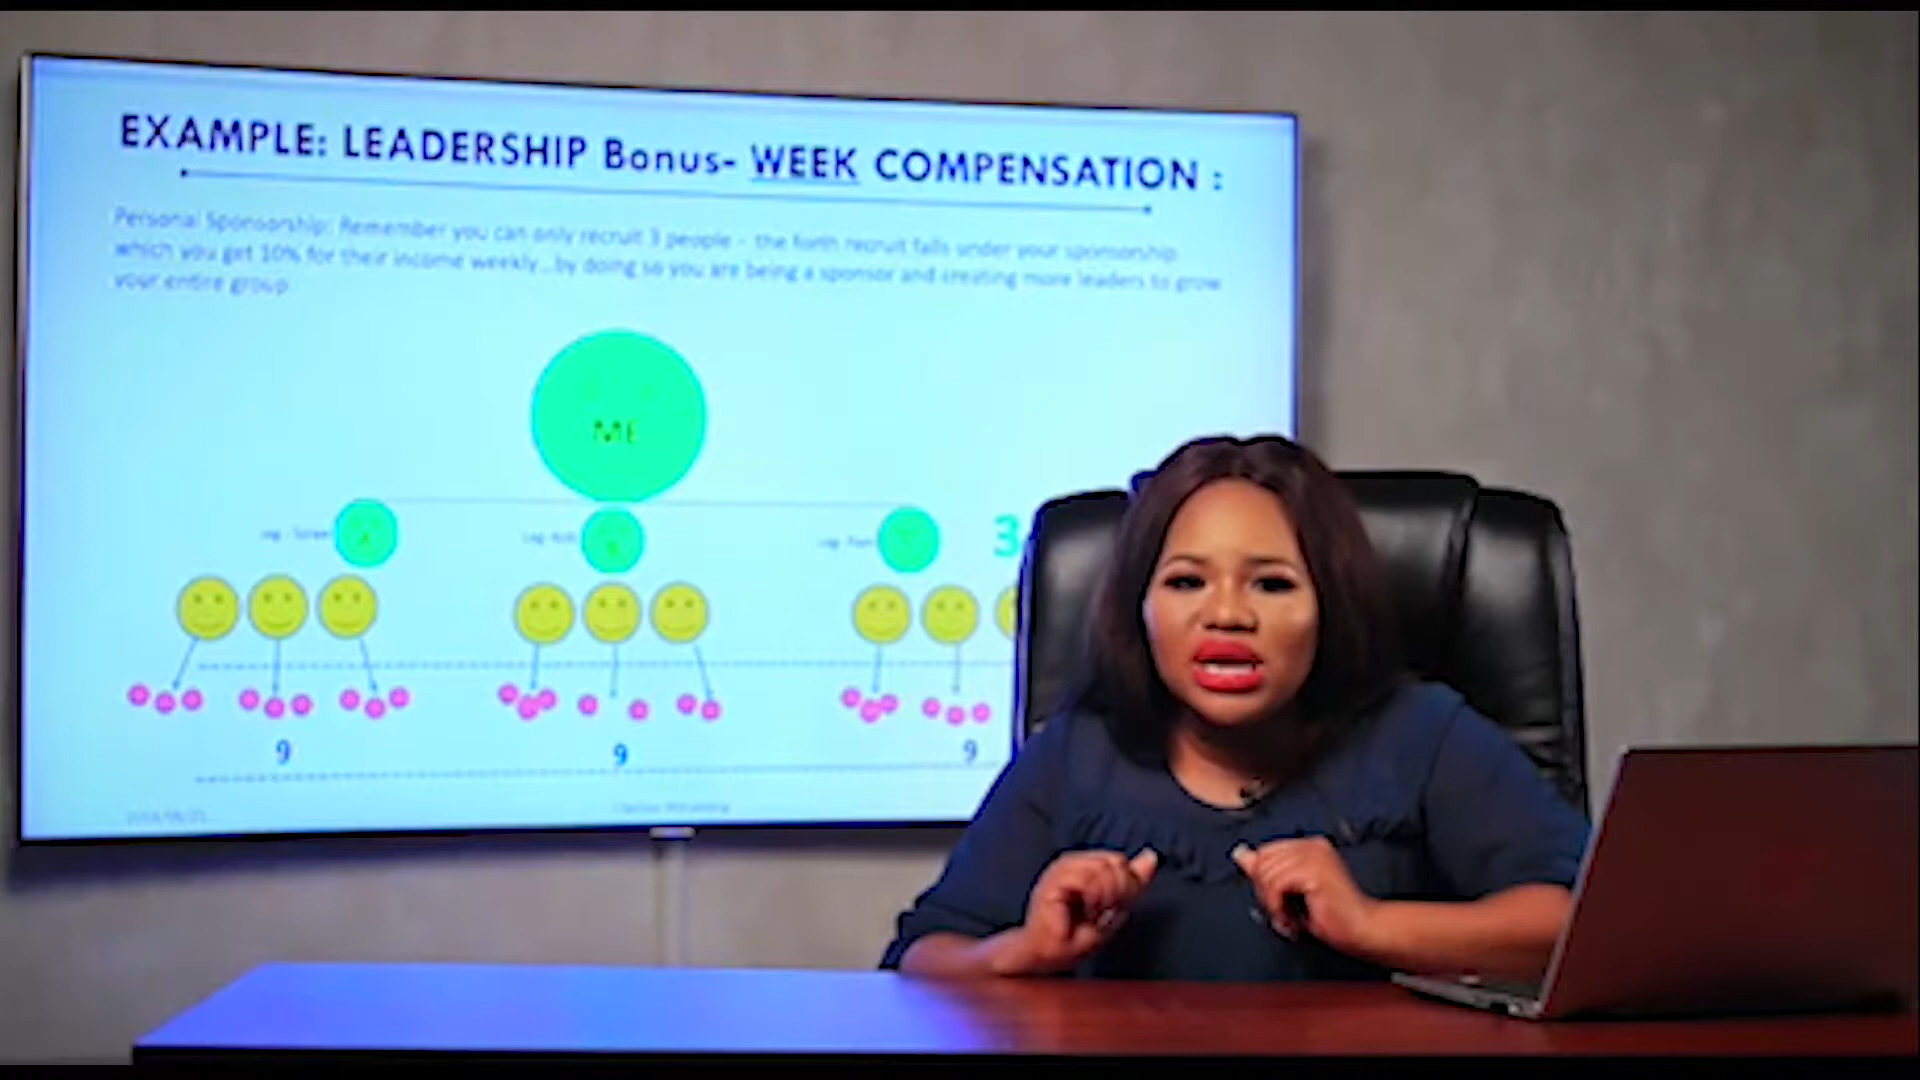 EXAMPLE: LEADERSHIP Bonus- WEEK COMPENSATION :
Personal Sponsorship: Remember you can only recruit 3 people - the forth recruit falls under your sponsorship
which you get 10% for their income weekly...by doing so you are being a sponsor and creating more leaders to grow
your entire group
ME
3
9 9 9